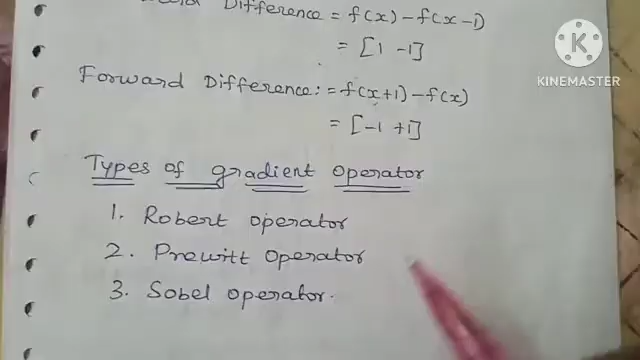 Difference = f(x) - f(x-1)
= [1 -1]
Forward Difference: = f(x+1) - f(x)
= [-1 +1]
Types of gradient Operator
1. Robert Operator
2. Prewitt Operator
3. Sobel Operator.
KINEMASTER